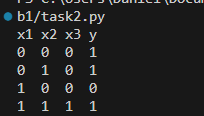 b1/task2.py
x1 x2 x3 y
0 0 0 1
0 1 0 1
1 0 0 0
1 1 1 1